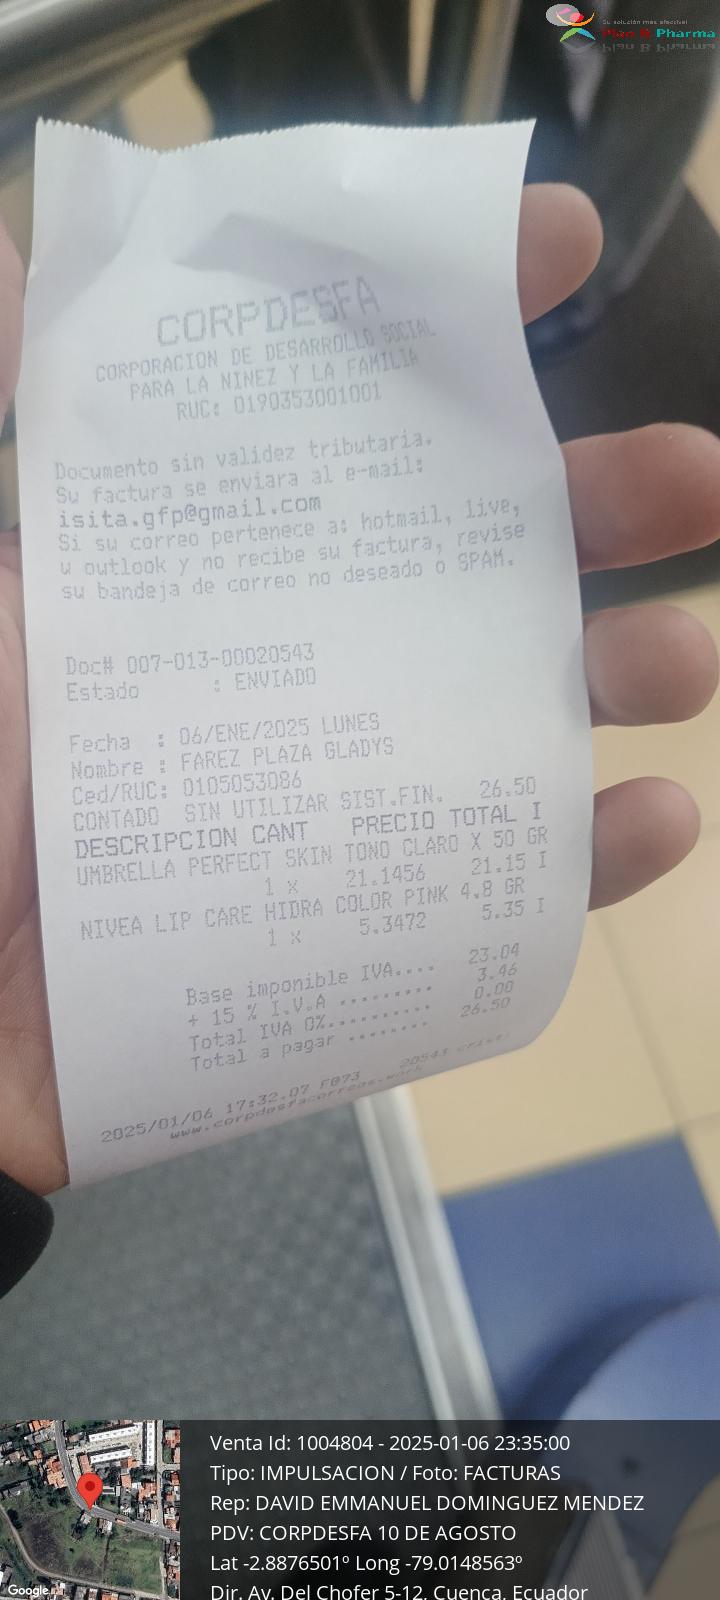 Su solución más efectiva!
Plan B Pharma
CORPDESFA
CORPORACION DE DESARROLLO SOCIAL
PARA LA NINEZ Y LA FAMILIA
RUC: 0190353001001
Documento sin validez tributaria.
Su factura se enviara al e-mail:
isita.gfp@gmail.com
Si su correo pertenece a: hotmail, live,
u outlook y no recibe su factura, revise
su bandeja de correo no deseado o SPAM.
Doc# 007-013-00020543
Estado : ENVIADO
Fecha : 06/ENE/2025 LUNES
Nombre : FAREZ PLAZA GLADYS
Ced/RUC: 0105053086
CONTADO SIN UTILIZAR SIST.FIN. 26.50
DESCRIPCION CANT PRECIO TOTAL I
UMBRELLA PERFECT SKIN TONO CLARO X 50 GR
1 x 21.1456 21.15 I
NIVEA LIP CARE HIDRA COLOR PINK 4.8 GR
1 x 5.3472 5.35 I
Base imponible IVA.... 23.04
+ 15 % I.V.A ......... 3.46
Total IVA 0%.......... 0.00
Total a pagar ........ 26.50
2025/01/06 17:32.07 F073 20543 crist.
www.corpdesfacorreos.work
Venta Id: 1004804 - 2025-01-06 23:35:00
Tipo: IMPULSACION / Foto: FACTURAS
Rep: DAVID EMMANUEL DOMINGUEZ MENDEZ
PDV: CORPDESFA 10 DE AGOSTO
Lat -2.8876501º Long -79.0148563º
Dir. Av. Del Chofer 5-12, Cuenca, Ecuador
Google